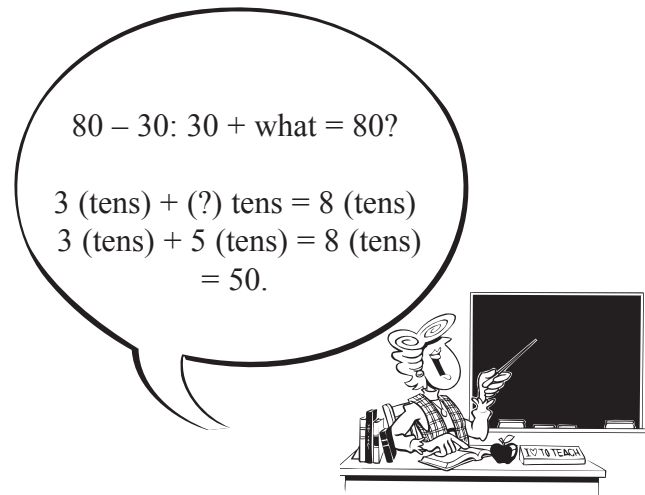 80 – 30: 30 + what = 80?
3 (tens) + (?) tens = 8 (tens)
3 (tens) + 5 (tens) = 8 (tens)
= 50.
I ♡ TO TEACH